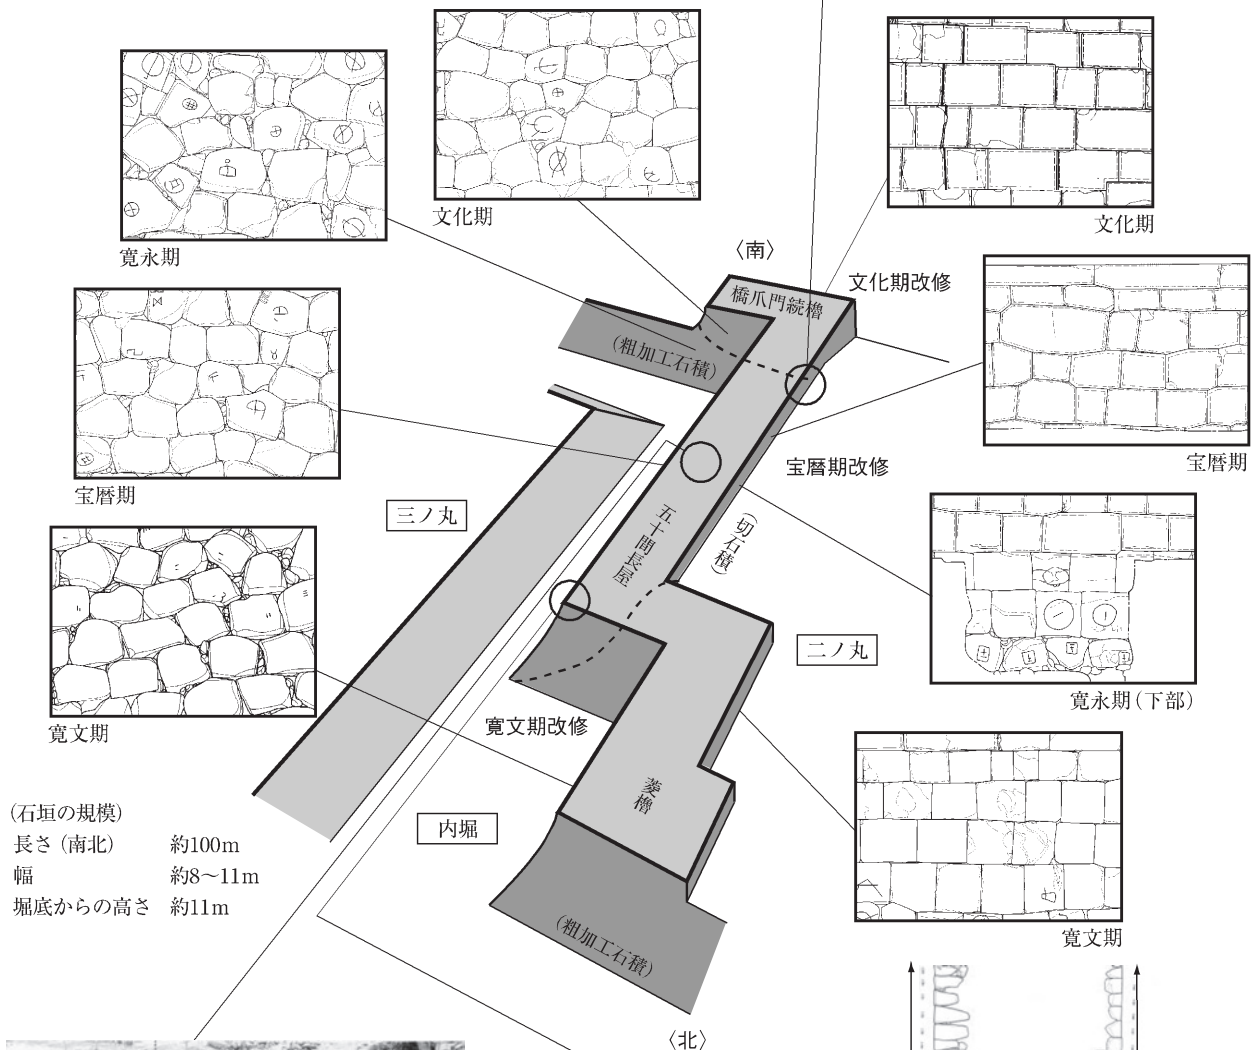 文化期
文化期
寛永期
〈南〉
文化期改修
橋爪門続櫓
(粗加工石積)
宝暦期
宝暦期改修
宝暦期
三ノ丸
五十間長屋
(切石積)
二ノ丸
寛永期(下部)
寛文期
寛文期改修
菱櫓
内堀
(石垣の規模)
長さ(南北) 約100m
幅 約8〜11m
堀底からの高さ 約11m
寛文期
(粗加工石積)
〈北〉